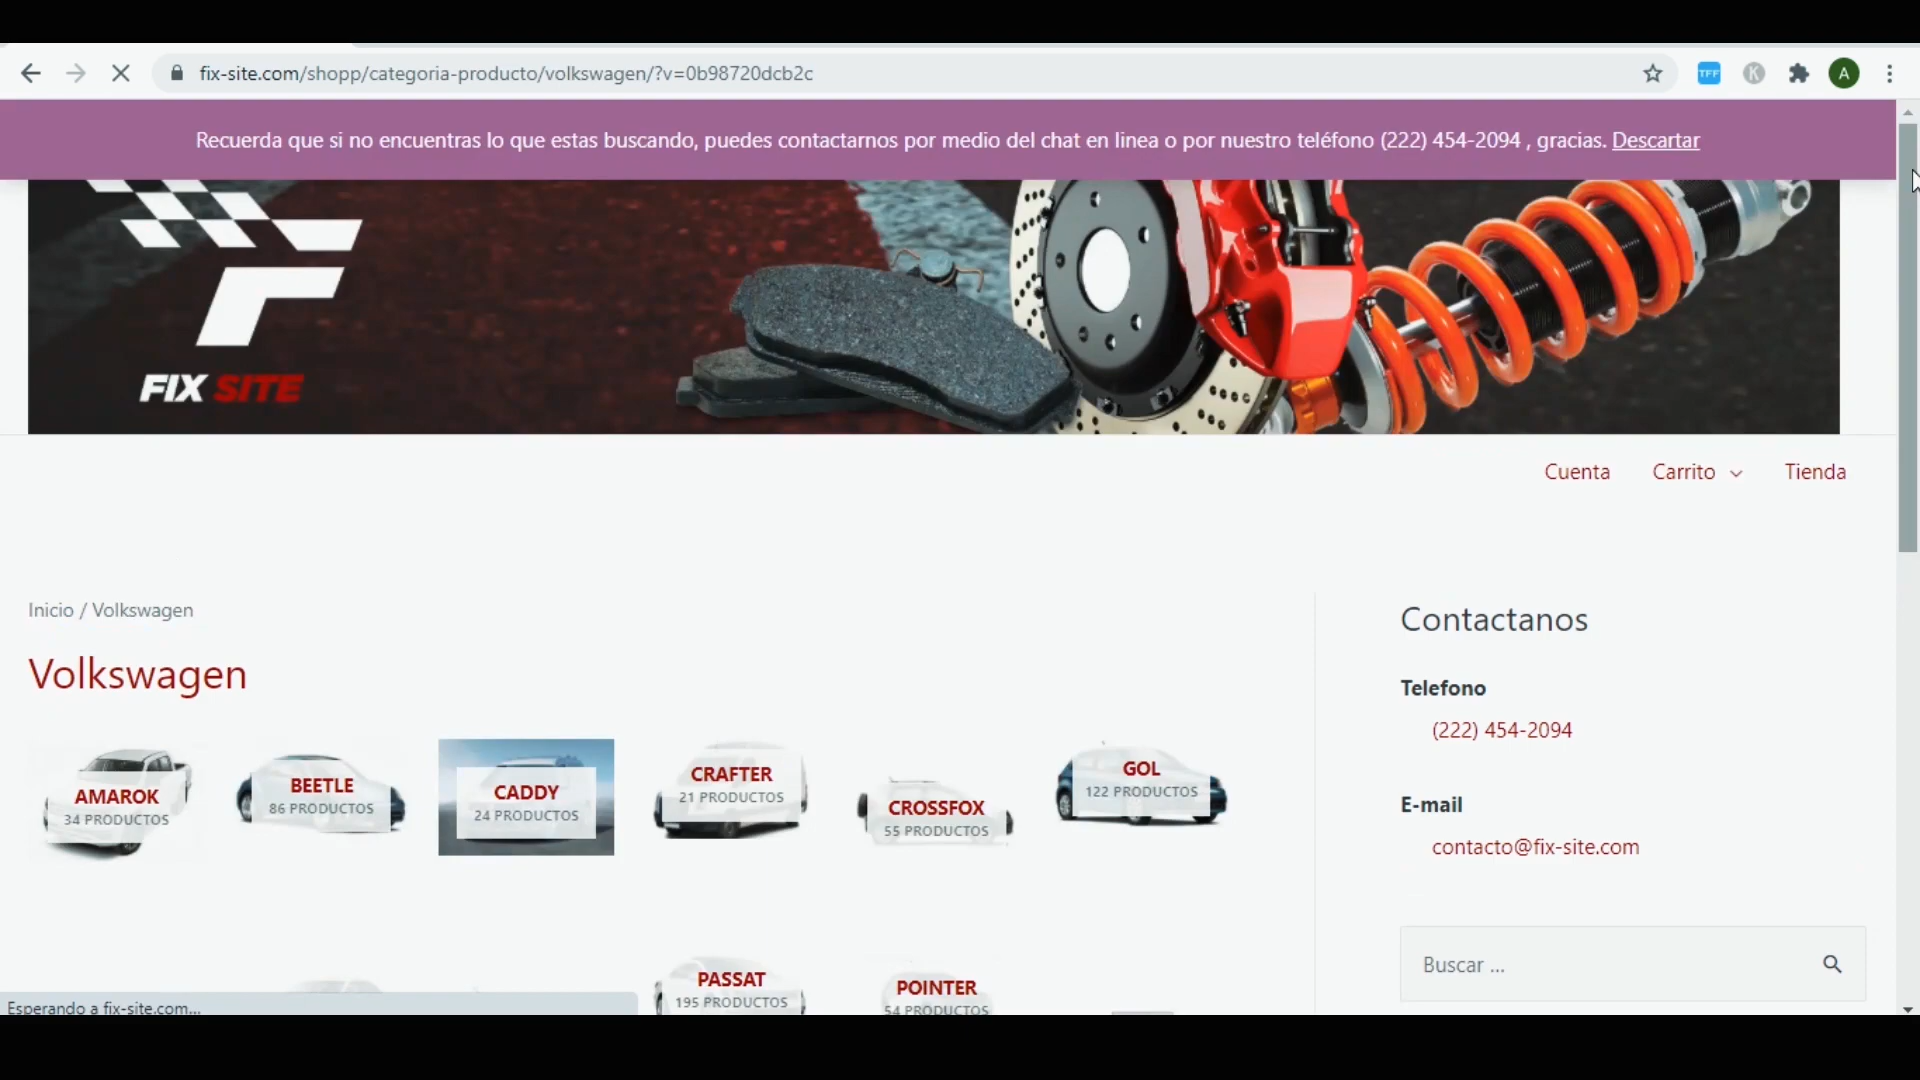 fix-site.com/shopp/categoria-producto/volkswagen/?v=0b98720dcb2c
TFF
K
A
Recuerda que si no encuentras lo que estas buscando, puedes contactarnos por medio del chat en linea o por nuestro teléfono (222) 454-2094 , gracias. Descartar
FIX SITE
Cuenta
Carrito
Tienda
Inicio / Volkswagen
Volkswagen
AMAROK
34 PRODUCTOS
BEETLE
86 PRODUCTOS
CADDY
24 PRODUCTOS
CRAFTER
21 PRODUCTOS
CROSSFOX
55 PRODUCTOS
GOL
122 PRODUCTOS
PASSAT
195 PRODUCTOS
POINTER
54 PRODUCTOS
Contactanos
Telefono
(222) 454-2094
E-mail
contacto@fix-site.com
Buscar ...
Esperando a fix-site.com...